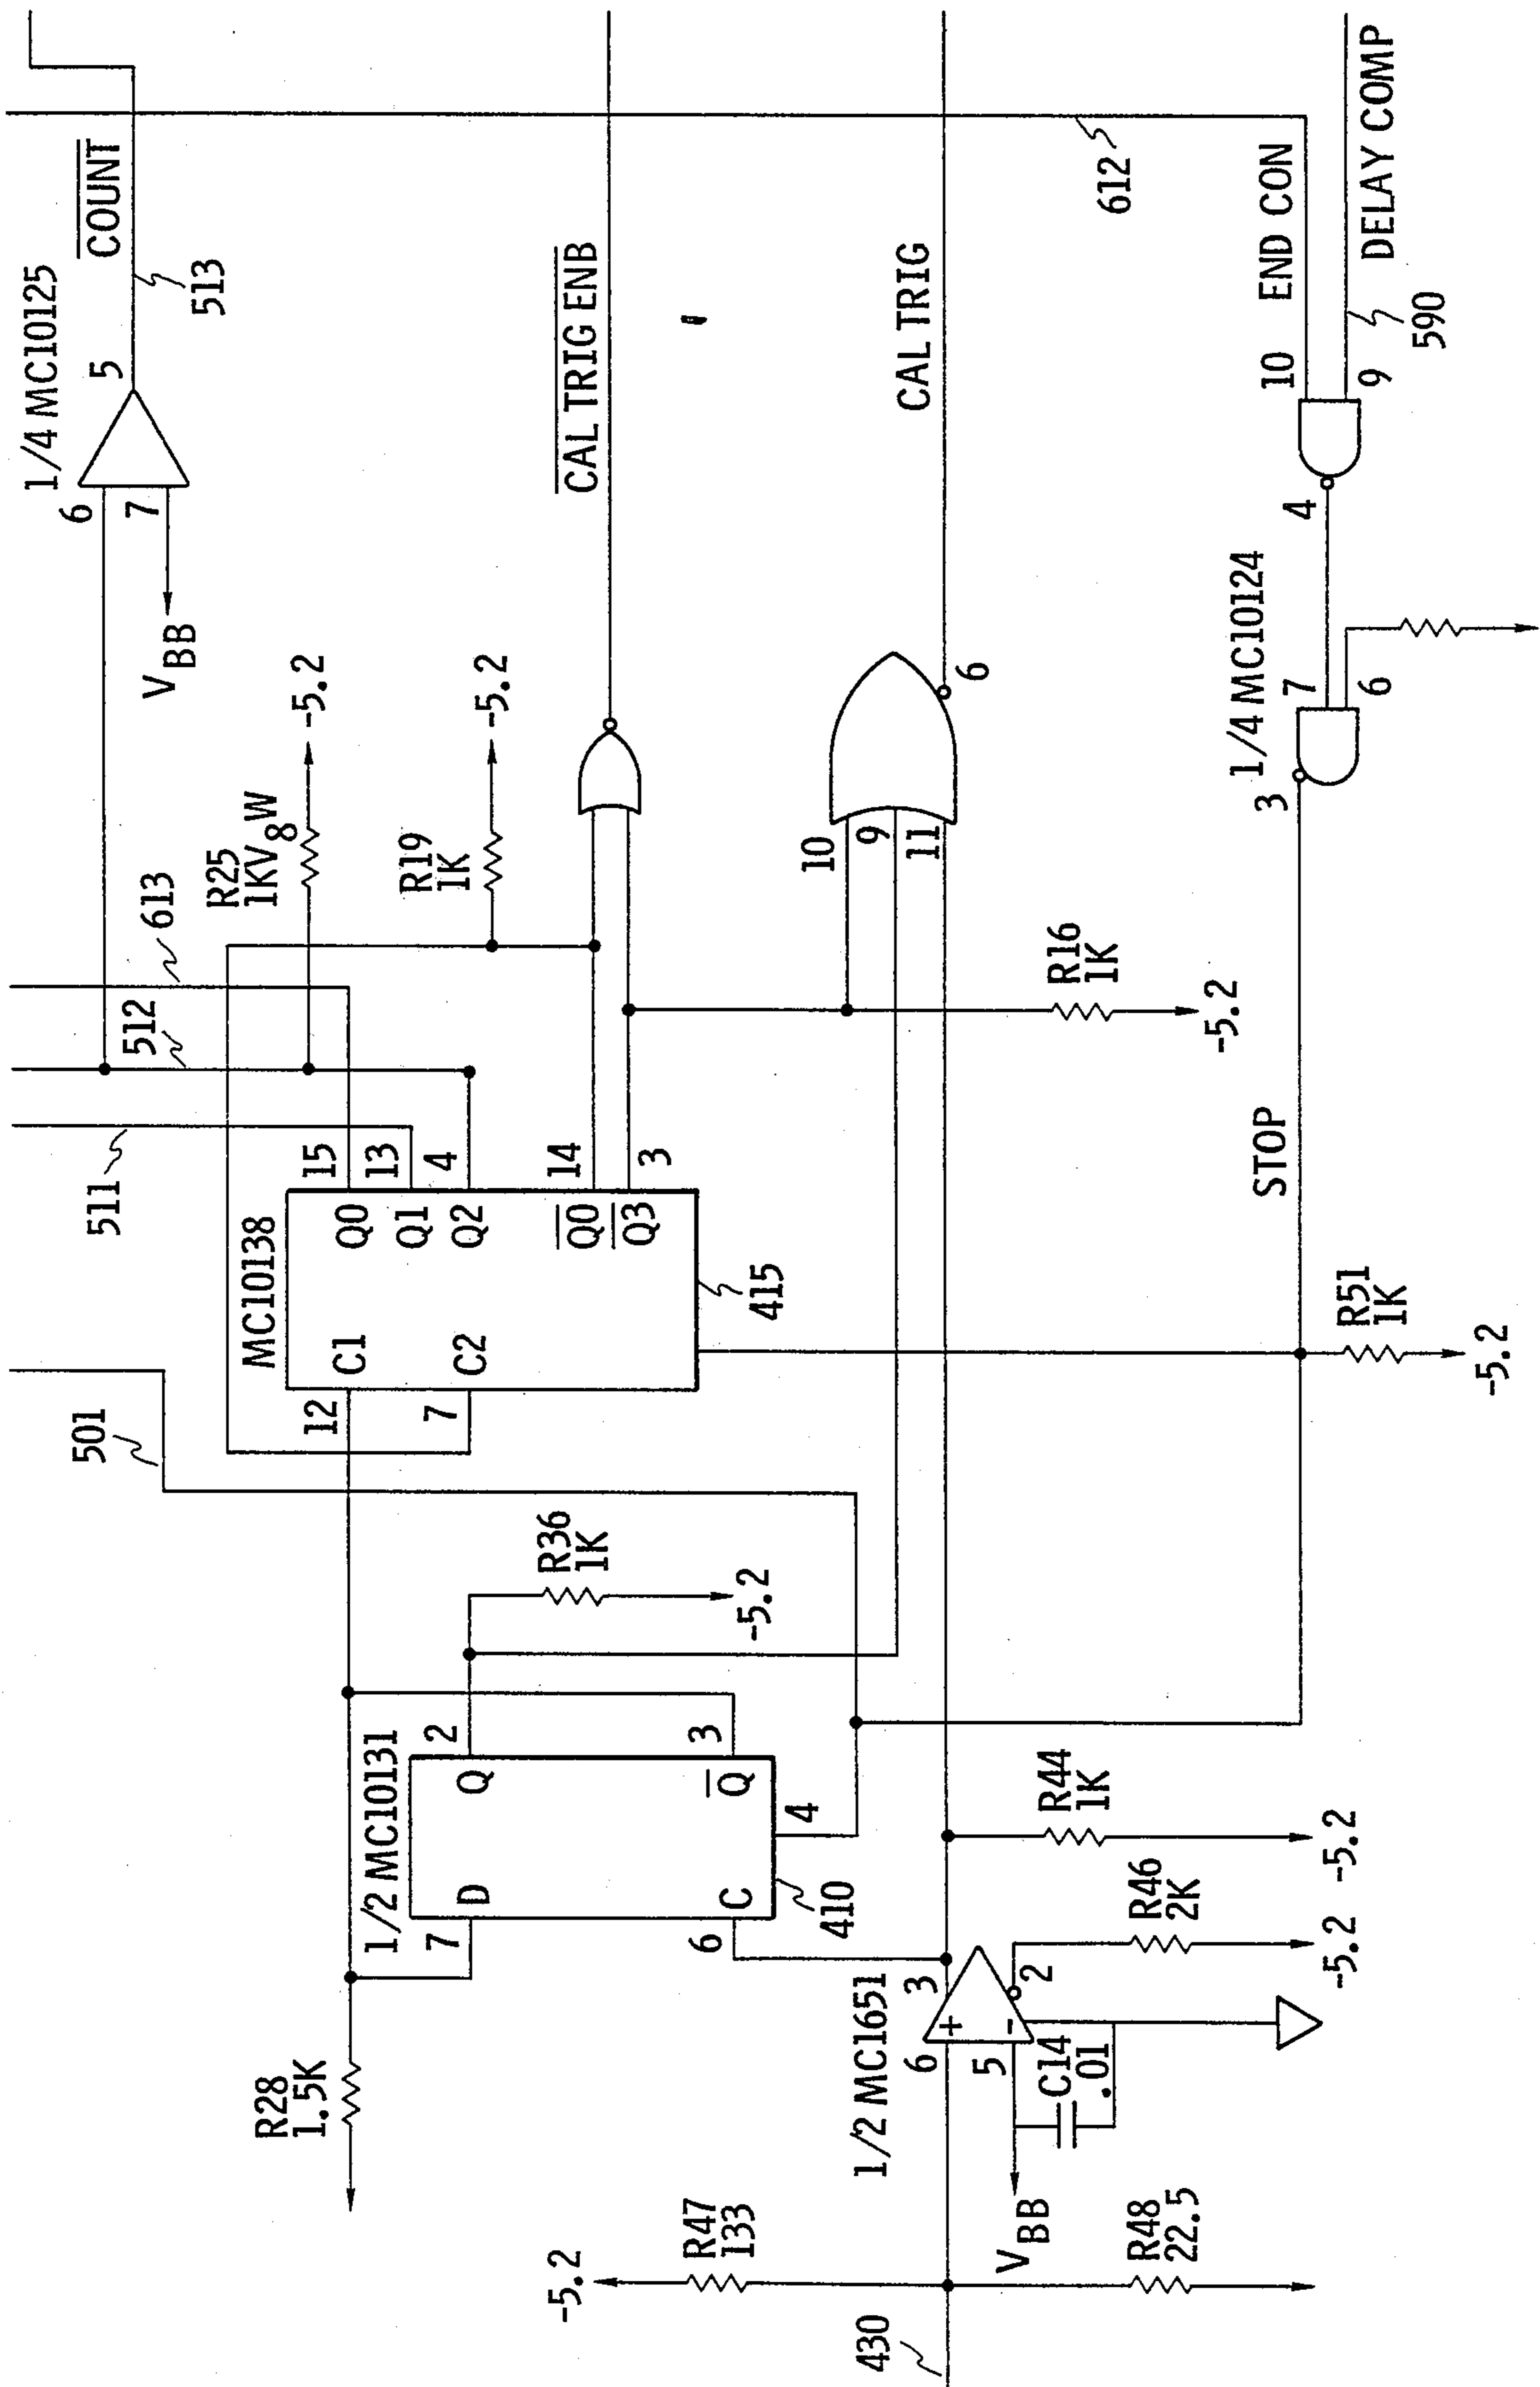 1/4 MC10125
6
7
5
COUNT
513
VBB
R25
1KV8W
-5.2
613
512
511
R19
1K
-5.2
CAL TRIG ENB
501
MC10138
12
C1
7
C2
Q0
15
Q1
13
Q2
4
Q0
14
Q3
3
415
R28
1.5K
1/2 MC10131
7
D
Q
2
6
C
Q
3
4
410
R36
1K
-5.2
10
9
11
6
CAL TRIG
R16
1K
-5.2
612
-5.2
R47
133
430
R48
22.5
1/2 MC1651
6
+
3
5
-
2
VBB
C14
.01
R44
1K
-5.2
R46
2K
-5.2
STOP
R51
1K
-5.2
1/4 MC10124
3
7
6
4
10
END CON
9
DELAY COMP
590